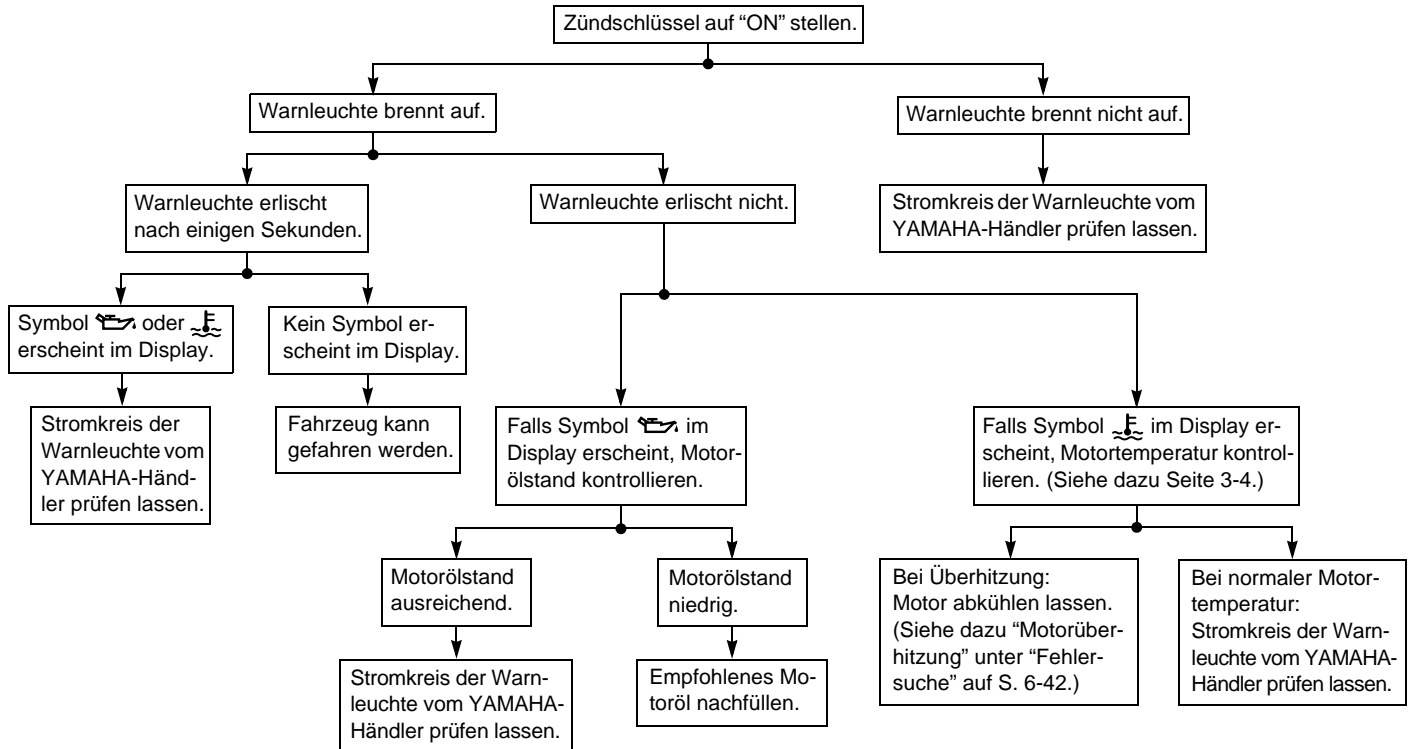 Zündschlüssel auf “ON” stellen.
Warnleuchte brennt auf.
Warnleuchte brennt nicht auf.
Warnleuchte erlischt
nach einigen Sekunden.
Warnleuchte erlischt nicht.
Stromkreis der Warnleuchte vom
YAMAHA-Händler prüfen lassen.
Symbol oder
erscheint im Display.
Kein Symbol er-
scheint im Display.
Stromkreis der
Warnleuchte vom
YAMAHA-Händ-
ler prüfen lassen.
Fahrzeug kann
gefahren werden.
Falls Symbol im
Display erscheint, Motor-
ölstand kontrollieren.
Falls Symbol im Display er-
scheint, Motortemperatur kontrol-
lieren. (Siehe dazu Seite 3-4.)
Motorölstand
ausreichend.
Motorölstand
niedrig.
Bei Überhitzung:
Motor abkühlen lassen.
(Siehe dazu “Motorüber-
hitzung” unter “Fehler-
suche” auf S. 6-42.)
Bei normaler Motor-
temperatur:
Stromkreis der Warn-
leuchte vom YAMAHA-
Händler prüfen lassen.
Stromkreis der Warn-
leuchte vom YAMAHA-
Händler prüfen lassen.
Empfohlenes Mo-
toröl nachfüllen.